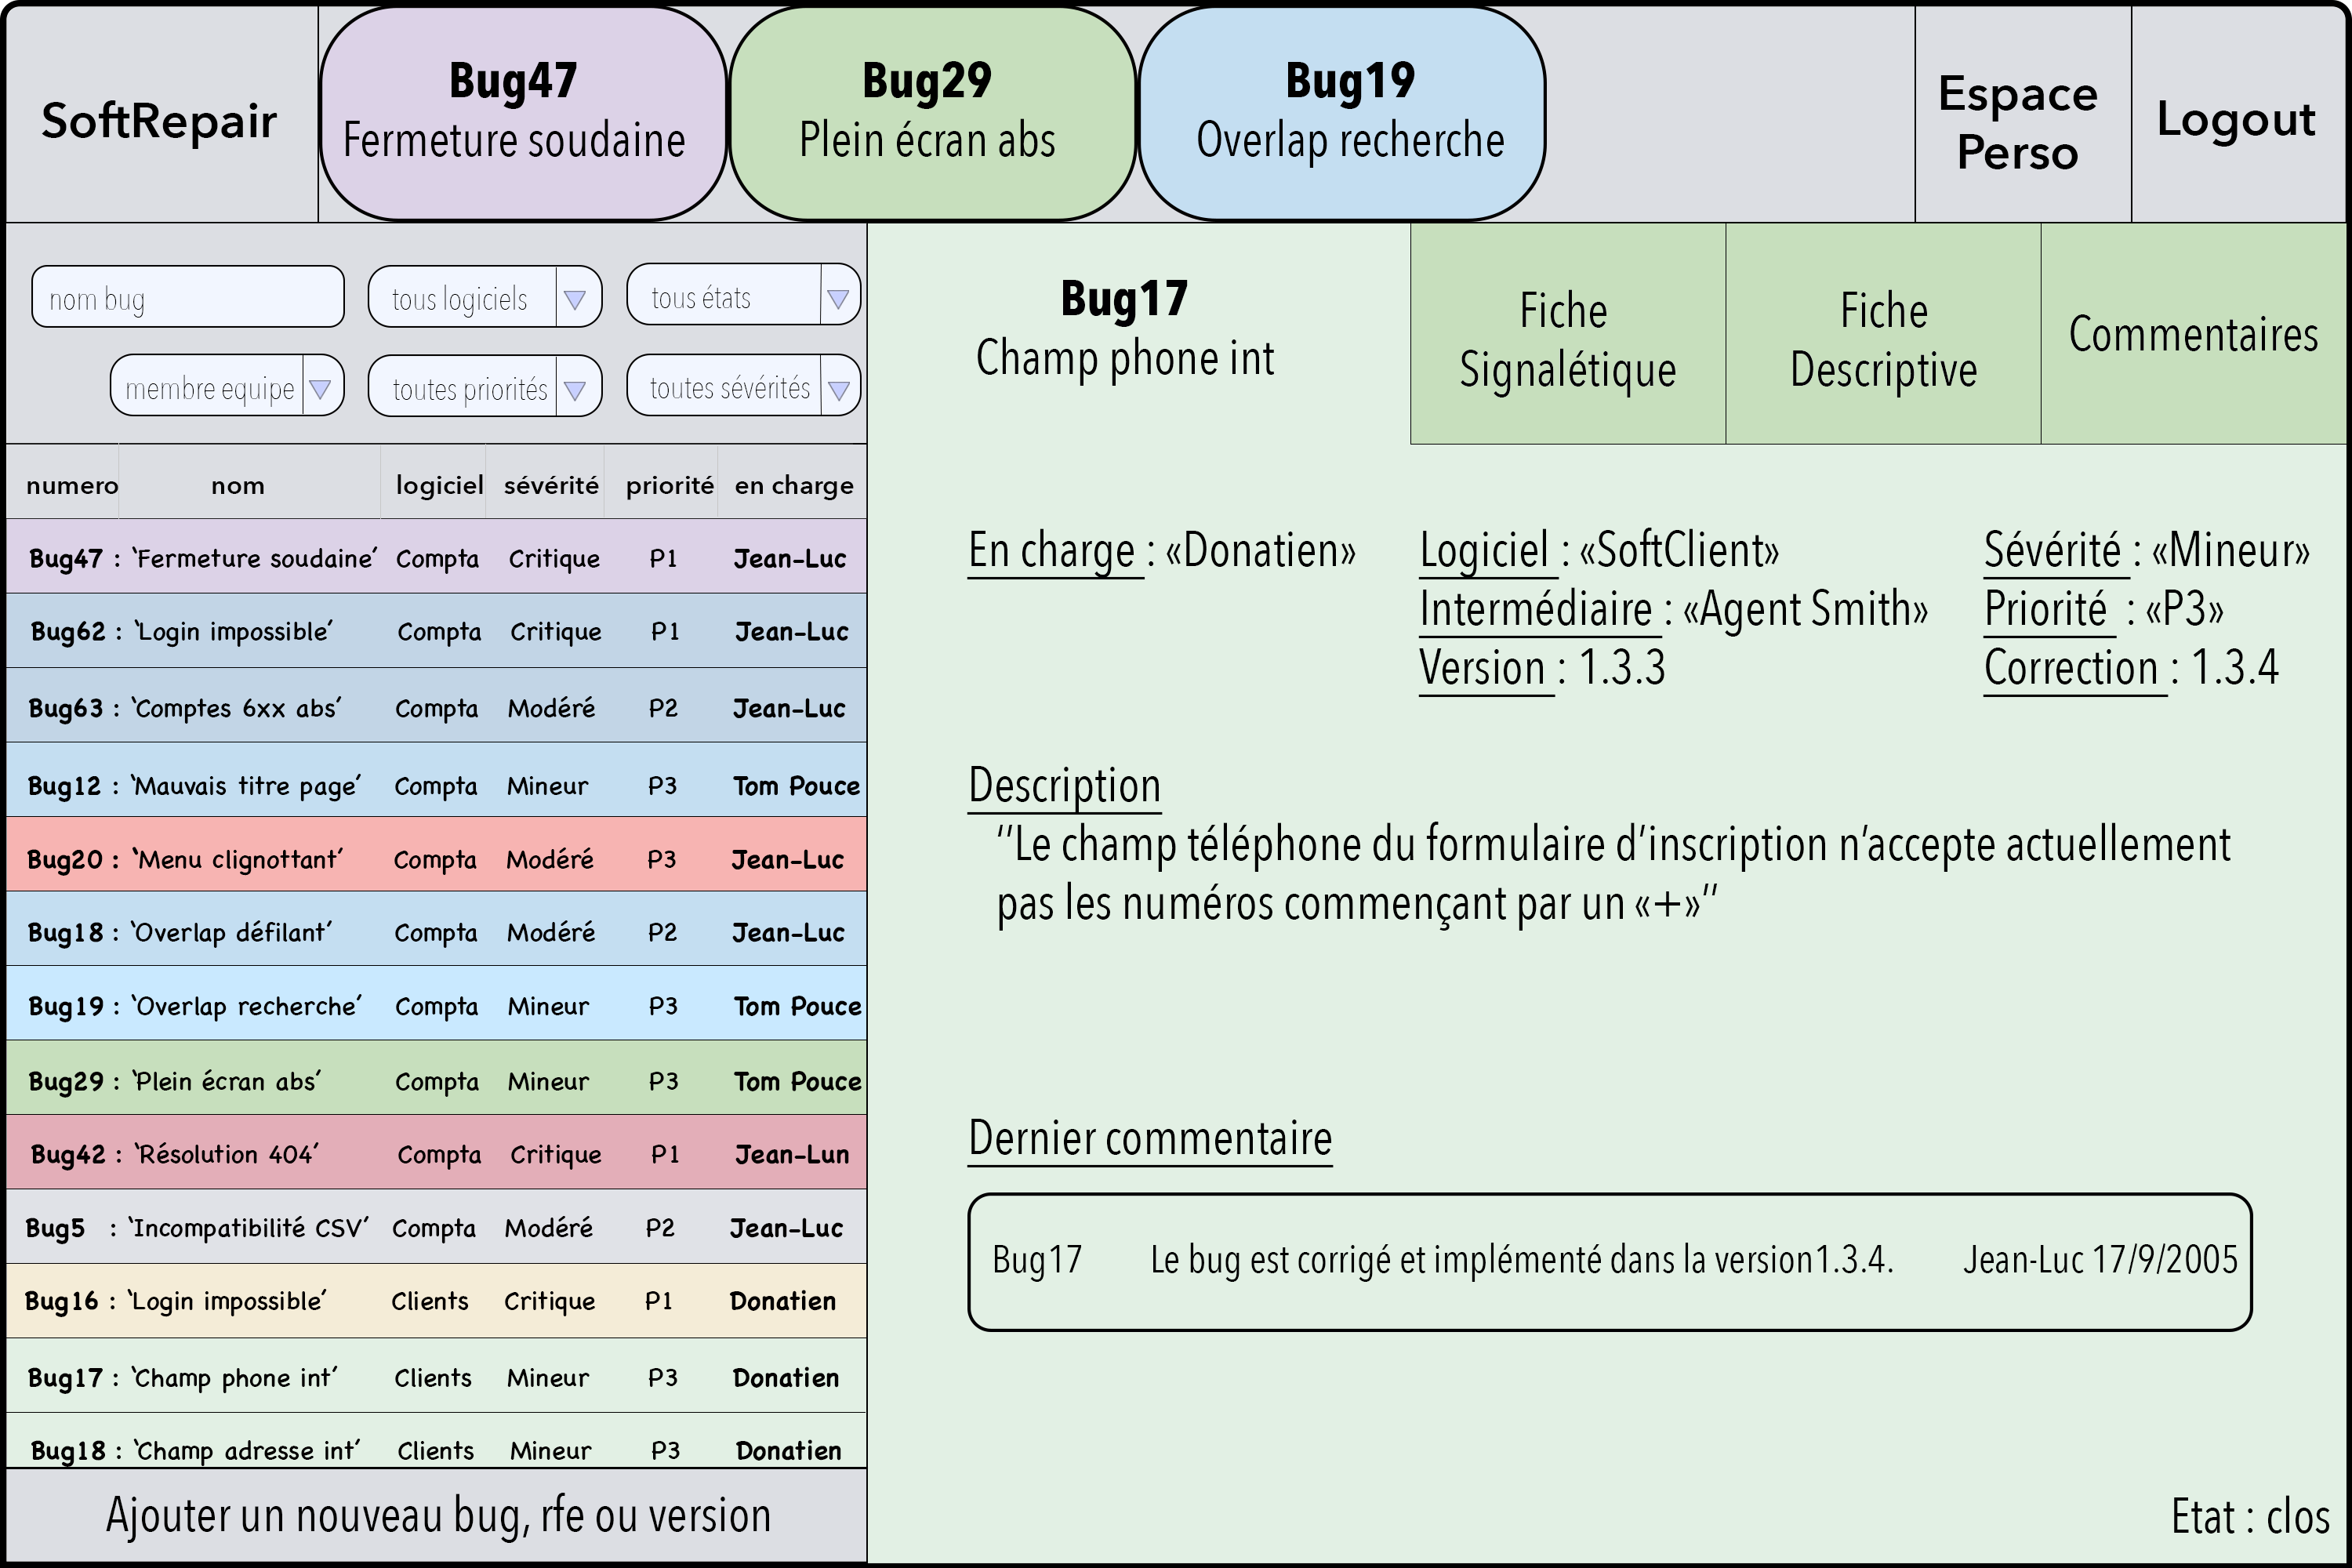 SoftRepair
Bug47
Fermeture soudaine
Bug29
Plein écran abs
Bug19
Overlap recherche
Espace
Perso
Logout
nom bug
tous logiciels
tous états
membre equipe
toutes priorités
toutes sévérités
numero nom logiciel sévérité priorité en charge
Bug47 : ‘Fermeture soudaine’ Compta Critique P1 Jean-Luc
Bug62 : ‘Login impossible’ Compta Critique P1 Jean-Luc
Bug63 : ‘Comptes 6xx abs’ Compta Modéré P2 Jean-Luc
Bug12 : ‘Mauvais titre page’ Compta Mineur P3 Tom Pouce
Bug20 : ‘Menu clignottant’ Compta Modéré P3 Jean-Luc
Bug18 : ‘Overlap défilant’ Compta Modéré P2 Jean-Luc
Bug19 : ‘Overlap recherche’ Compta Mineur P3 Tom Pouce
Bug29 : ‘Plein écran abs’ Compta Mineur P3 Tom Pouce
Bug42 : ‘Résolution 404’ Compta Critique P1 Jean-Lun
Bug5 : ‘Incompatibilité CSV’ Compta Modéré P2 Jean-Luc
Bug16 : ‘Login impossible’ Clients Critique P1 Donatien
Bug17 : ‘Champ phone int’ Clients Mineur P3 Donatien
Bug18 : ‘Champ adresse int’ Clients Mineur P3 Donatien
Ajouter un nouveau bug, rfe ou version
Bug17
Champ phone int
Fiche
Signalétique
Fiche
Descriptive
Commentaires
En charge : «Donatien»
Logiciel : «SoftClient»
Intermédiaire : «Agent Smith»
Version : 1.3.3
Sévérité : «Mineur»
Priorité : «P3»
Correction : 1.3.4
Description
‘’Le champ téléphone du formulaire d’inscription n’accepte actuellement
pas les numéros commençant par un «+»’’
Dernier commentaire
Bug17 Le bug est corrigé et implémenté dans la version1.3.4. Jean-Luc 17/9/2005
Etat : clos